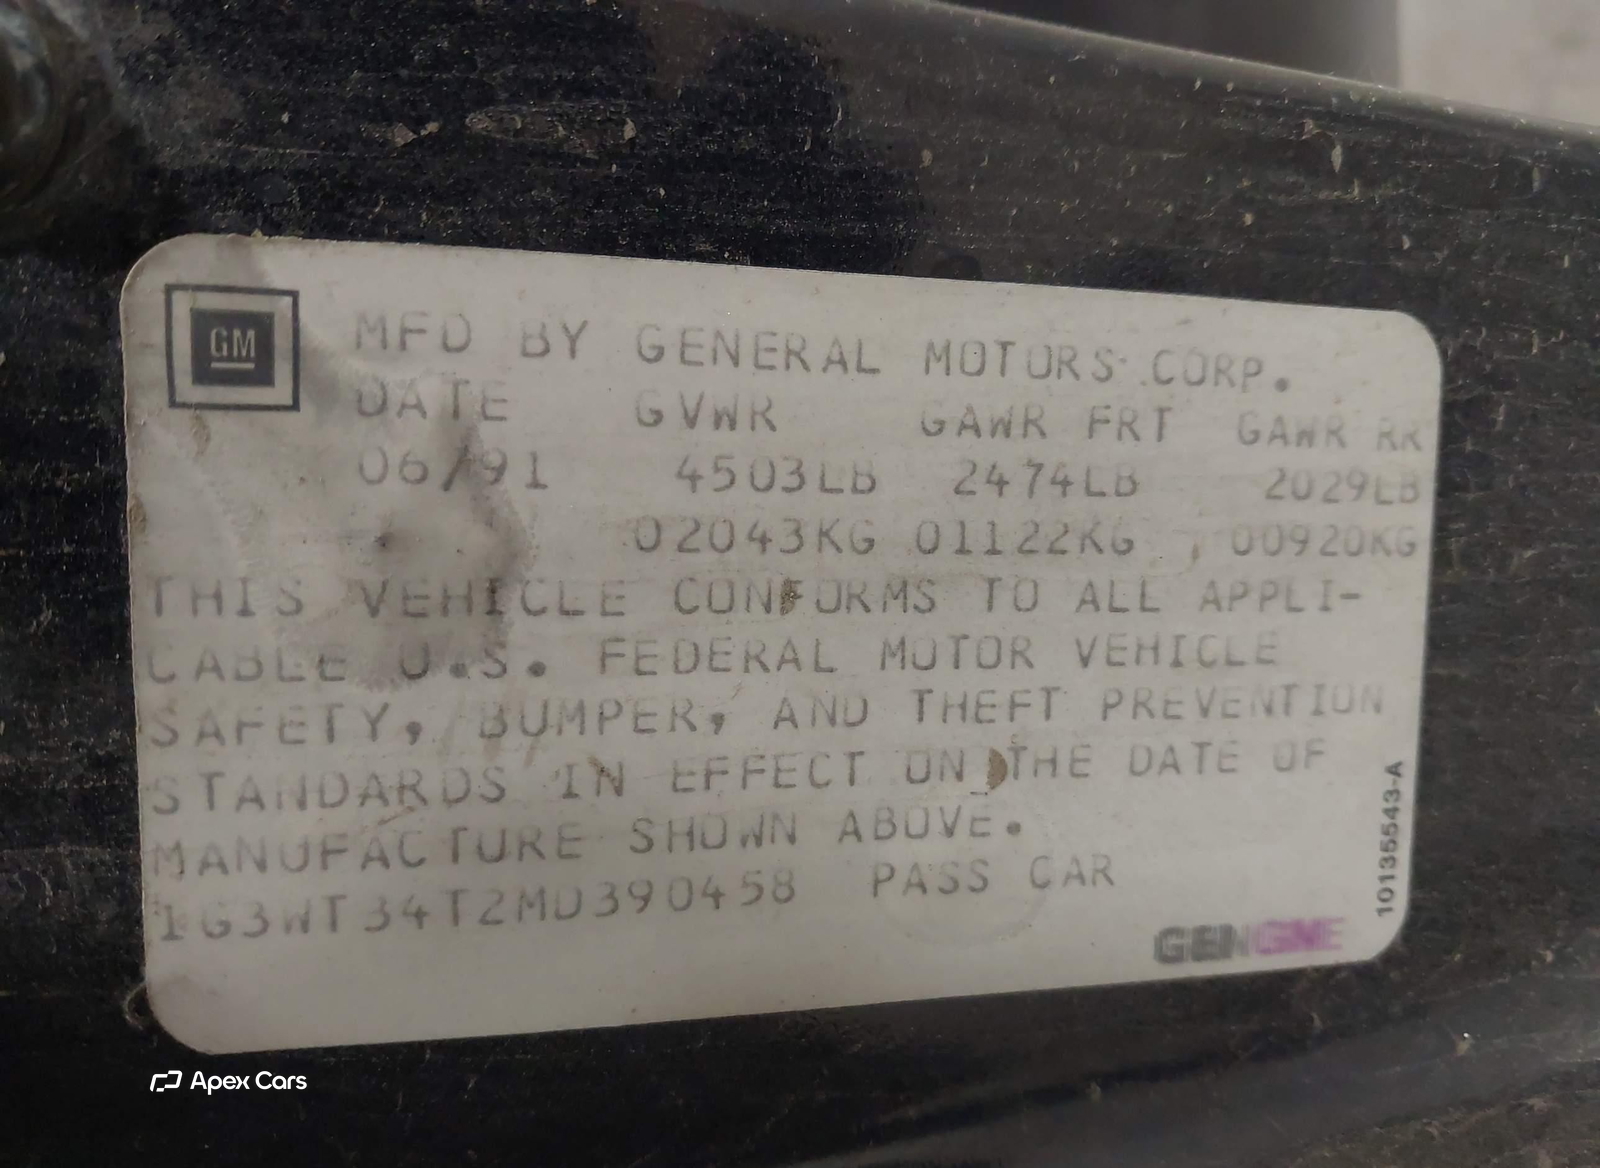 GM
MFD BY GENERAL MOTORS CORP.
DATE GVWR GAWR FRT GAWR RR
06/91 4503LB 2474LB 2029LB
02043KG 01122KG 00920KG
THIS VEHICLE CONFORMS TO ALL APPLI-
CABLE U.S. FEDERAL MOTOR VEHICLE
SAFETY, BUMPER, AND THEFT PREVENTION
STANDARDS IN EFFECT ON THE DATE OF
MANUFACTURE SHOWN ABOVE.
1G3WT34T2MD390458 PASS CAR
10135543-A
Apex Cars